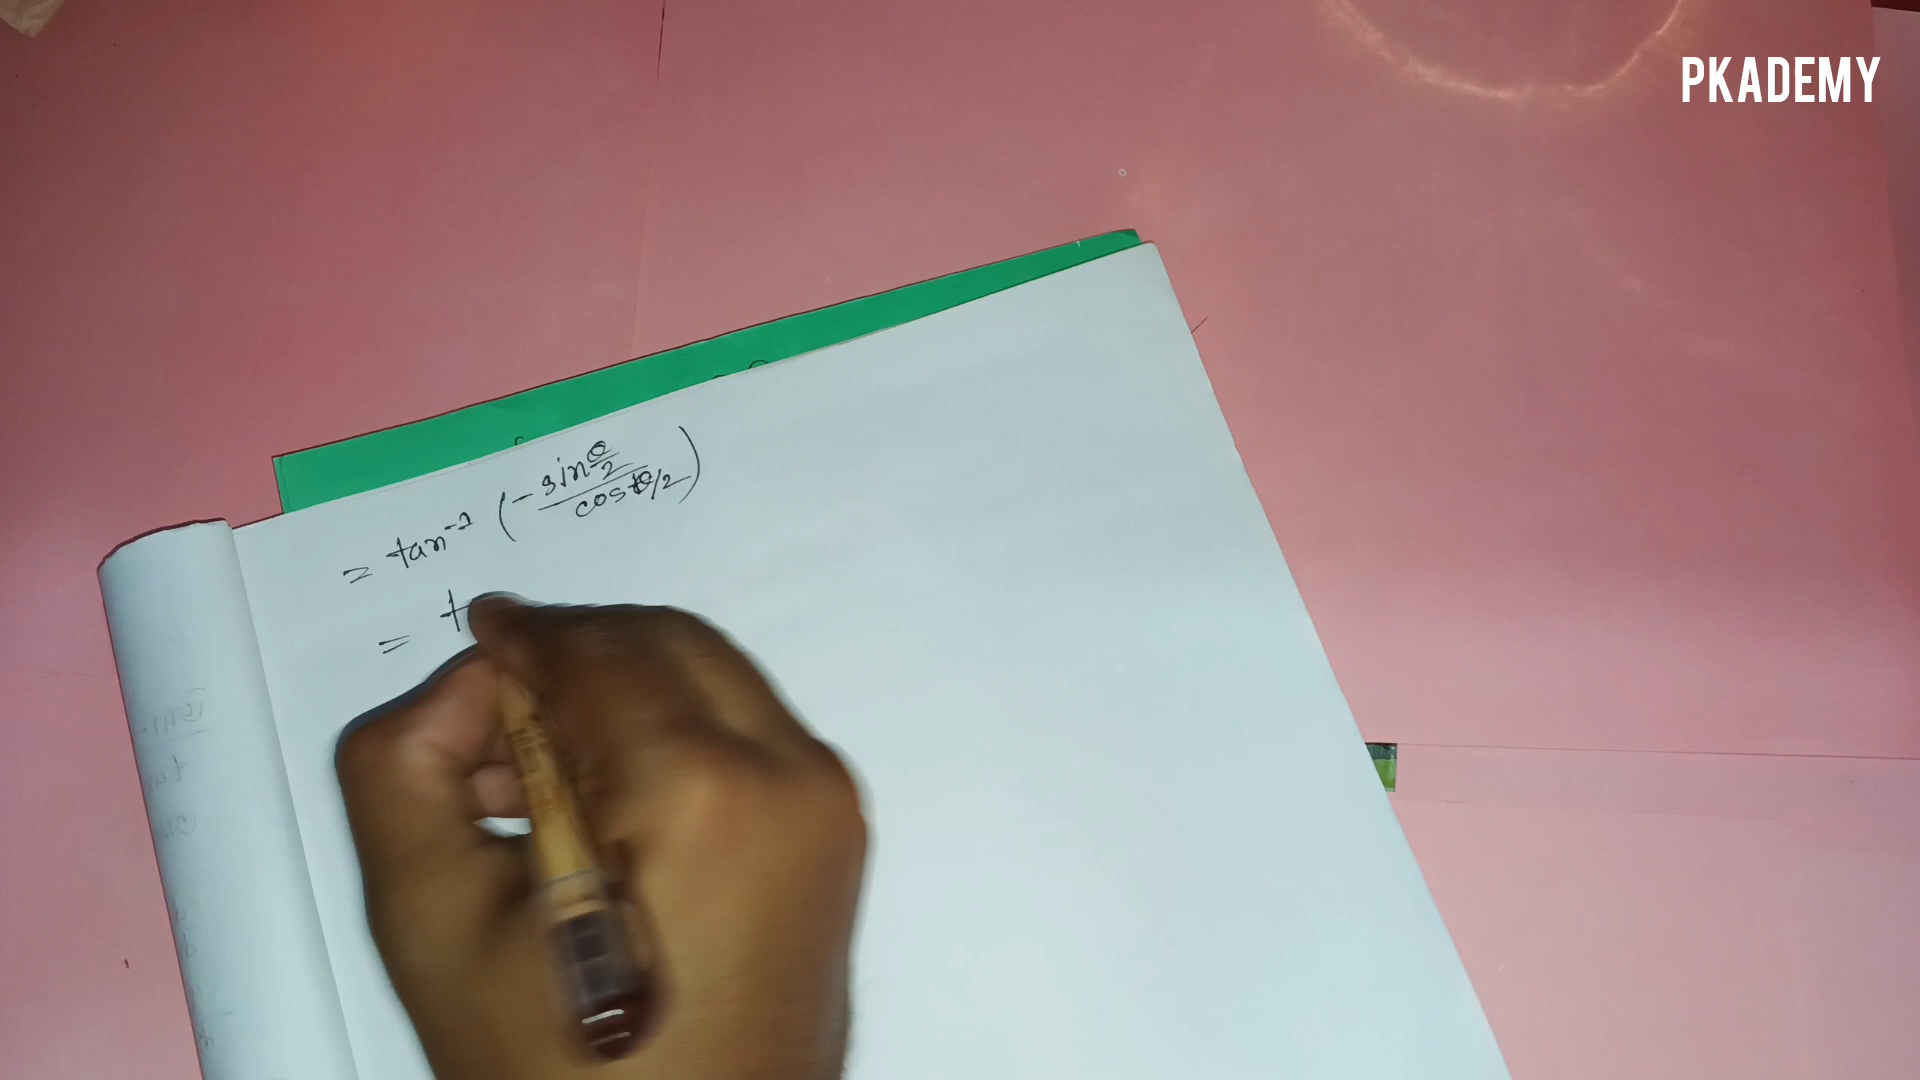 PKADEMY
= tan⁻¹ (- sin θ/2 / cos θ/2)
= t